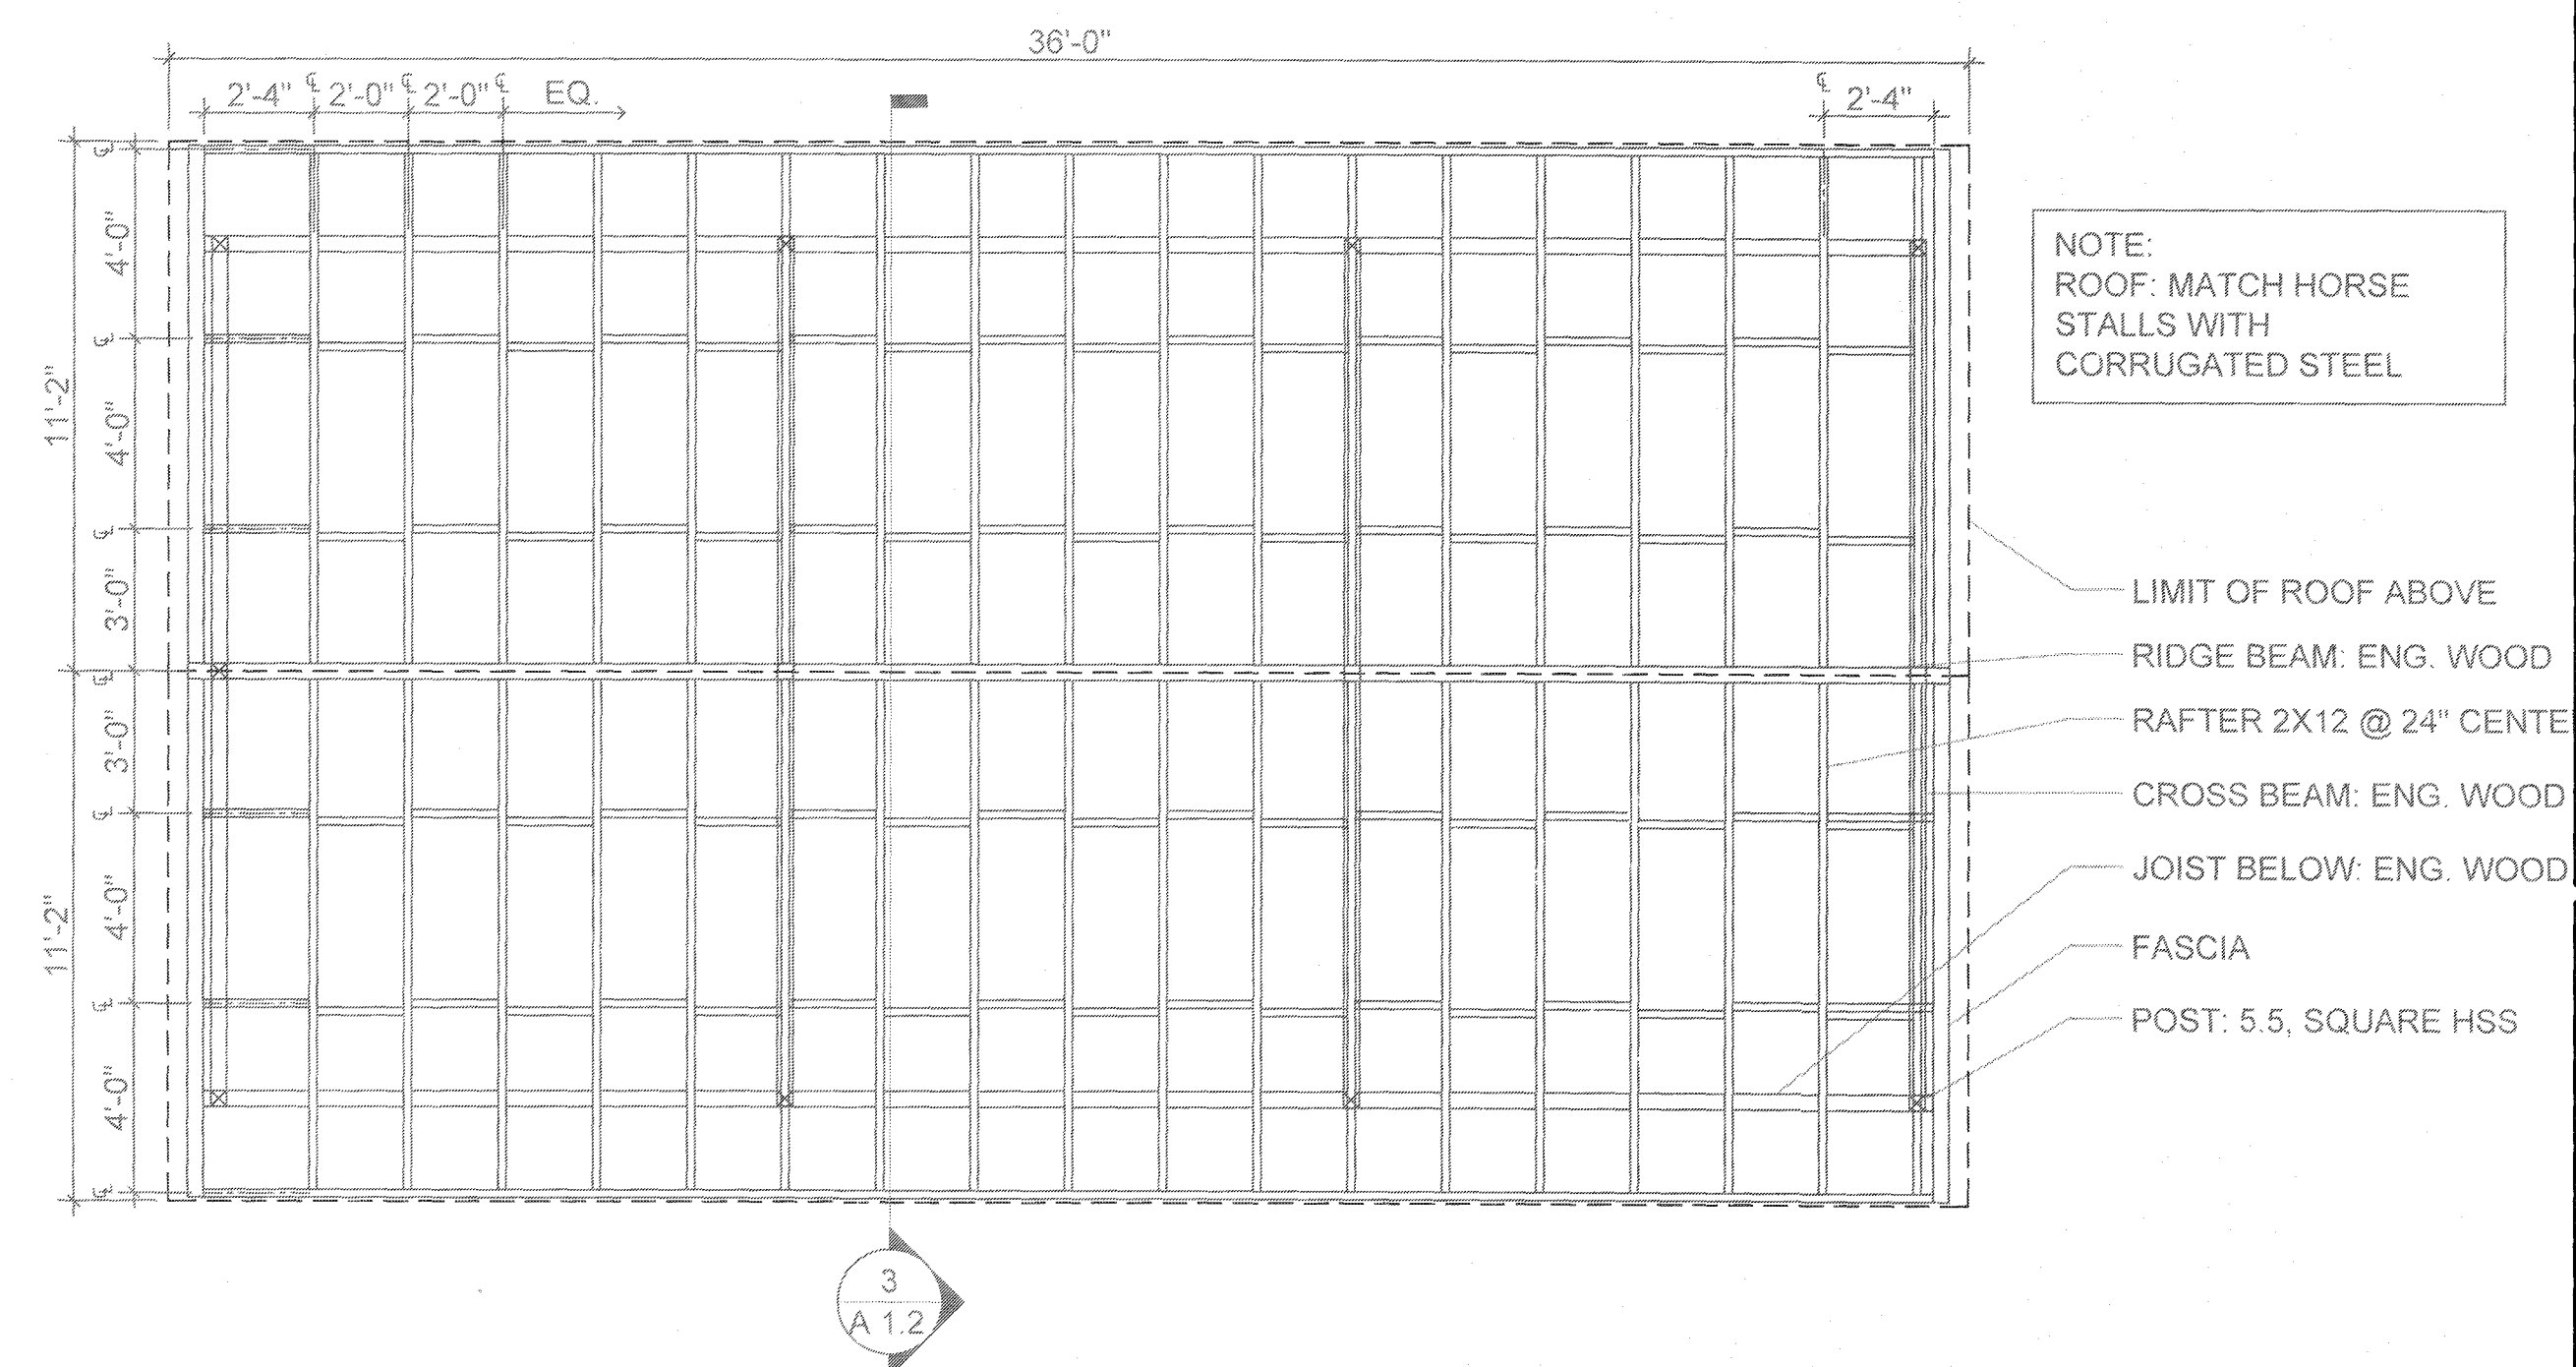 36'-0"
2'-4" ℄ 2'-0" ℄ 2'-0" ℄ EQ.
℄ 2'-4"
℄
4'-0"
℄
11'-2"
4'-0"
℄
3'-0"
℄
3'-0"
℄
11'-2"
4'-0"
℄
4'-0"
℄
NOTE:
ROOF: MATCH HORSE
STALLS WITH
CORRUGATED STEEL
LIMIT OF ROOF ABOVE
RIDGE BEAM: ENG. WOOD
RAFTER 2X12 @ 24" CENTE
CROSS BEAM: ENG. WOOD
JOIST BELOW: ENG. WOOD
FASCIA
POST: 5.5, SQUARE HSS
3
A 1.2